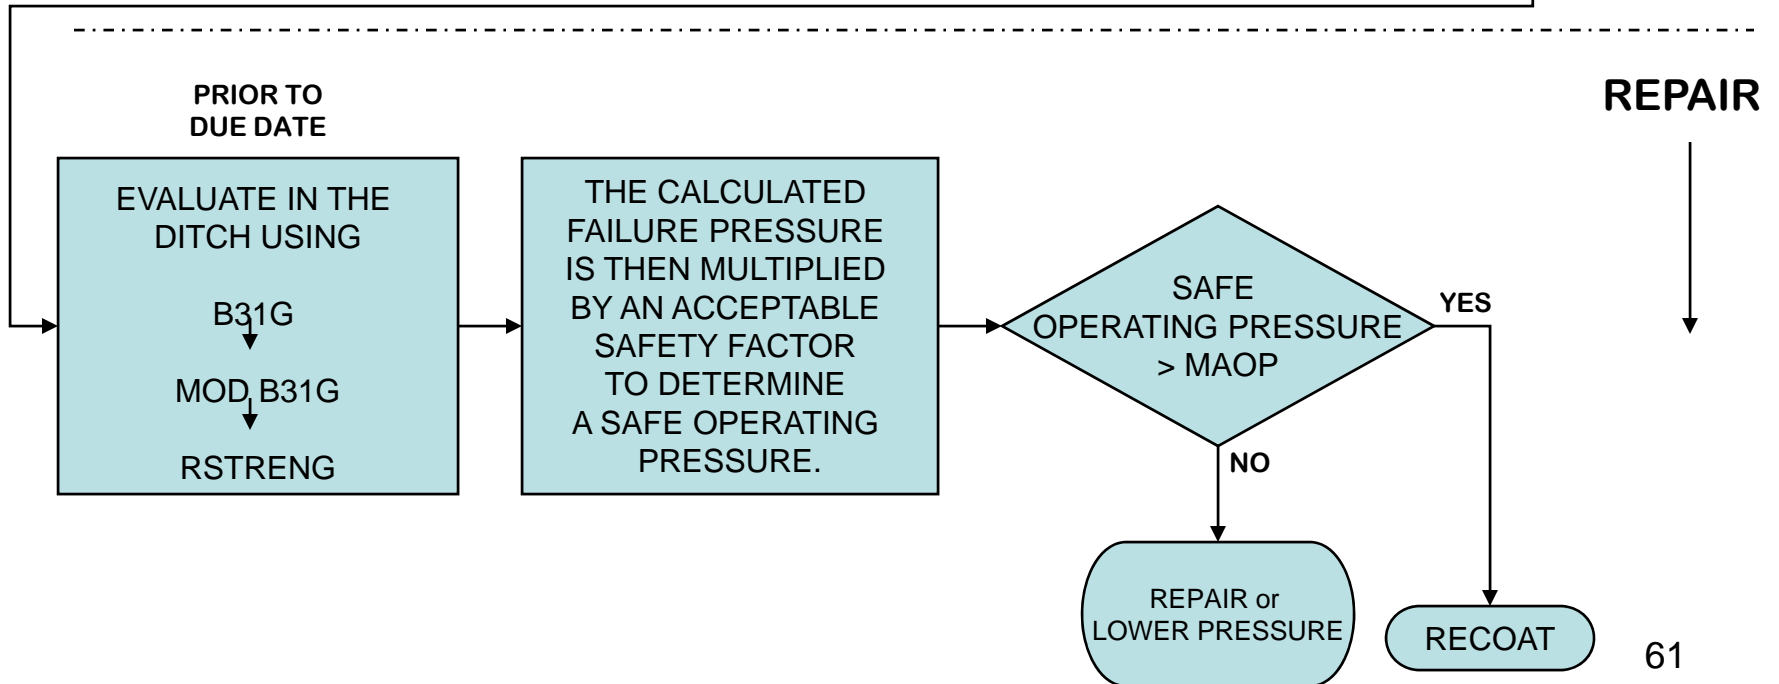 PRIOR TO
DUE DATE
REPAIR
EVALUATE IN THE
DITCH USING
B31G
MOD B31G
RSTRENG
THE CALCULATED
FAILURE PRESSURE
IS THEN MULTIPLIED
BY AN ACCEPTABLE
SAFETY FACTOR
TO DETERMINE
A SAFE OPERATING
PRESSURE.
SAFE
OPERATING PRESSURE
> MAOP
YES
NO
REPAIR or
LOWER PRESSURE
RECOAT
61